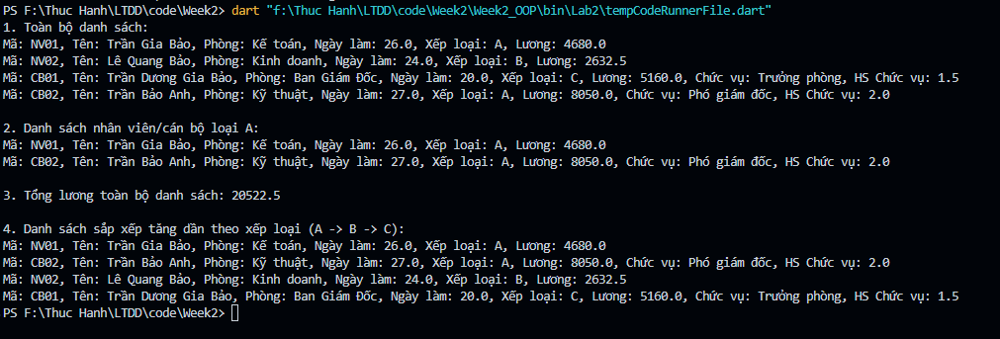 PS F:\Thuc Hanh\LTDD\code\Week2> dart "f:\Thuc Hanh\LTDD\code\Week2\Week2_OOP\bin\Lab2\tempCodeRunnerFile.dart"
1. Toàn bộ danh sách:
Mã: NV01, Tên: Trần Gia Bảo, Phòng: Kế toán, Ngày làm: 26.0, Xếp loại: A, Lương: 4680.0
Mã: NV02, Tên: Lê Quang Bảo, Phòng: Kinh doanh, Ngày làm: 24.0, Xếp loại: B, Lương: 2632.5
Mã: CB01, Tên: Trần Dương Gia Bảo, Phòng: Ban Giám Đốc, Ngày làm: 20.0, Xếp loại: C, Lương: 5160.0, Chức vụ: Trưởng phòng, HS Chức vụ: 1.5
Mã: CB02, Tên: Trần Bảo Anh, Phòng: Kỹ thuật, Ngày làm: 27.0, Xếp loại: A, Lương: 8050.0, Chức vụ: Phó giám đốc, HS Chức vụ: 2.0
2. Danh sách nhân viên/cán bộ loại A:
Mã: NV01, Tên: Trần Gia Bảo, Phòng: Kế toán, Ngày làm: 26.0, Xếp loại: A, Lương: 4680.0
Mã: CB02, Tên: Trần Bảo Anh, Phòng: Kỹ thuật, Ngày làm: 27.0, Xếp loại: A, Lương: 8050.0, Chức vụ: Phó giám đốc, HS Chức vụ: 2.0
3. Tổng lương toàn bộ danh sách: 20522.5
4. Danh sách sắp xếp tăng dần theo xếp loại (A -> B -> C):
Mã: NV01, Tên: Trần Gia Bảo, Phòng: Kế toán, Ngày làm: 26.0, Xếp loại: A, Lương: 4680.0
Mã: CB02, Tên: Trần Bảo Anh, Phòng: Kỹ thuật, Ngày làm: 27.0, Xếp loại: A, Lương: 8050.0, Chức vụ: Phó giám đốc, HS Chức vụ: 2.0
Mã: NV02, Tên: Lê Quang Bảo, Phòng: Kinh doanh, Ngày làm: 24.0, Xếp loại: B, Lương: 2632.5
Mã: CB01, Tên: Trần Dương Gia Bảo, Phòng: Ban Giám Đốc, Ngày làm: 20.0, Xếp loại: C, Lương: 5160.0, Chức vụ: Trưởng phòng, HS Chức vụ: 1.5
PS F:\Thuc Hanh\LTDD\code\Week2>